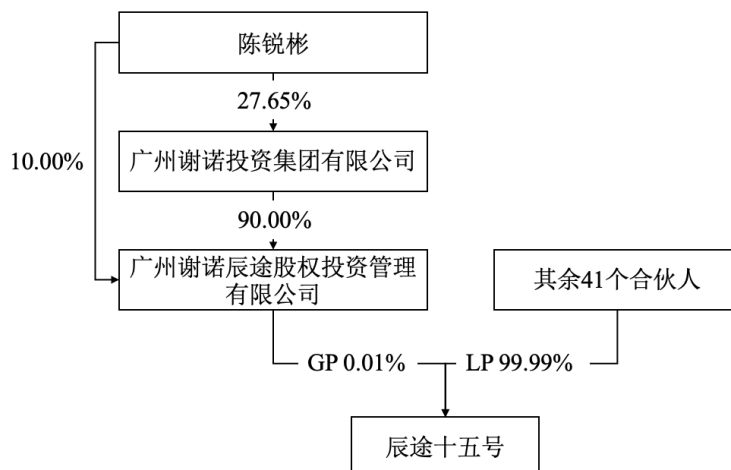 陈锐彬
27.65%
10.00%
广州谢诺投资集团有限公司
90.00%
广州谢诺辰途股权投资管理
有限公司
其余41个合伙人
GP 0.01%
LP 99.99%
辰途十五号